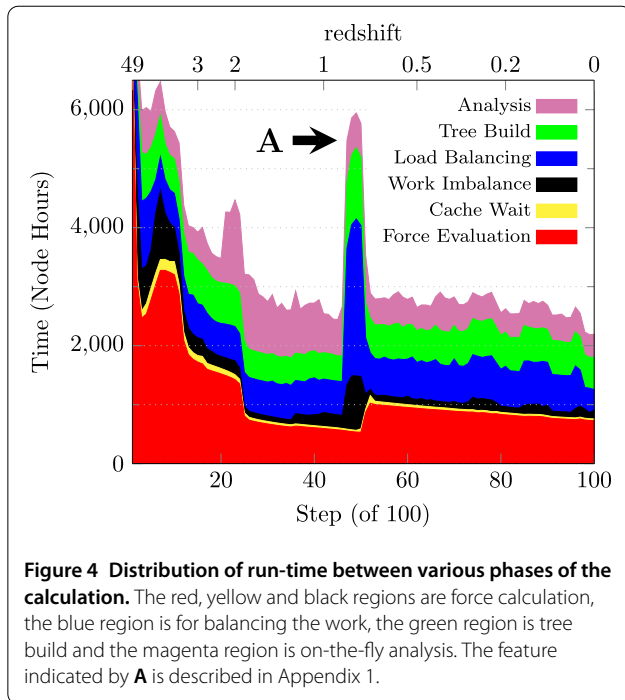 redshift
49 3 2 1 0.5 0.2 0
6,000
4,000
2,000
0
Time (Node Hours)
A
Analysis
Tree Build
Load Balancing
Work Imbalance
Cache Wait
Force Evaluation
20 40 60 80 100
Step (of 100)
Figure 4 Distribution of run-time between various phases of the
calculation. The red, yellow and black regions are force calculation,
the blue region is for balancing the work, the green region is tree
build and the magenta region is on-the-fly analysis. The feature
indicated by A is described in Appendix 1.